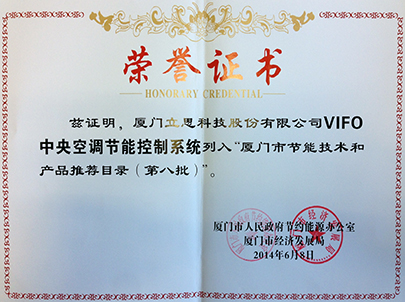 荣誉证书
HONORARY CREDENTIAL
兹证明，厦门立思科技股份有限公司VIFO
中央空调节能控制系统列入“厦门市节能技术和
产品推荐目录（第八批）”。
厦门市人民政府节约能源办公室
厦门市经济发展局
2014年6月8日